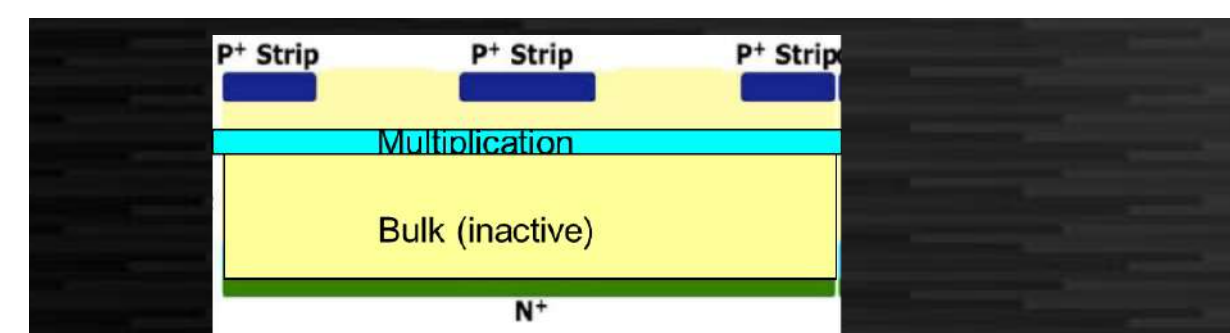 P+ Strip P+ Strip P+ Strip
Multiplication
Bulk (inactive)
N+